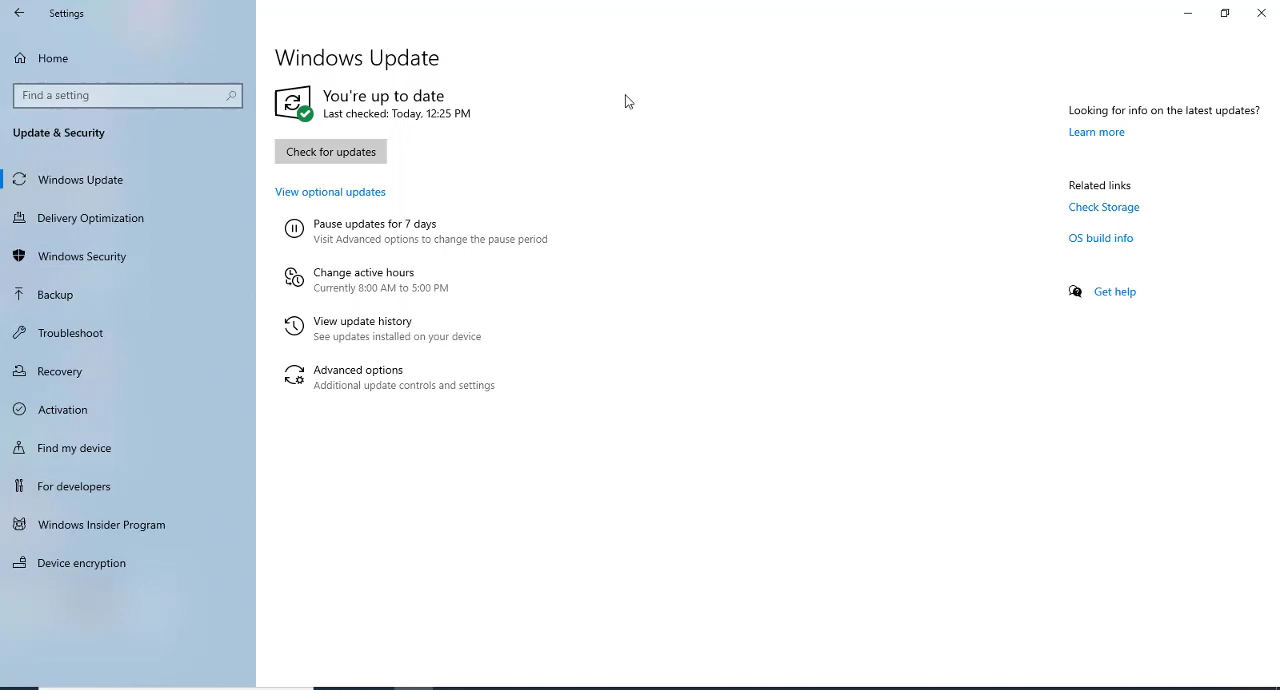 Settings
Home
Find a setting
Update & Security
Windows Update
Delivery Optimization
Windows Security
Backup
Troubleshoot
Recovery
Activation
Find my device
For developers
Windows Insider Program
Device encryption
Windows Update
You're up to date
Last checked: Today, 12:25 PM
Check for updates
View optional updates
Pause updates for 7 days
Visit Advanced options to change the pause period
Change active hours
Currently 8:00 AM to 5:00 PM
View update history
See updates installed on your device
Advanced options
Additional update controls and settings
Looking for info on the latest updates?
Learn more
Related links
Check Storage
OS build info
Get help